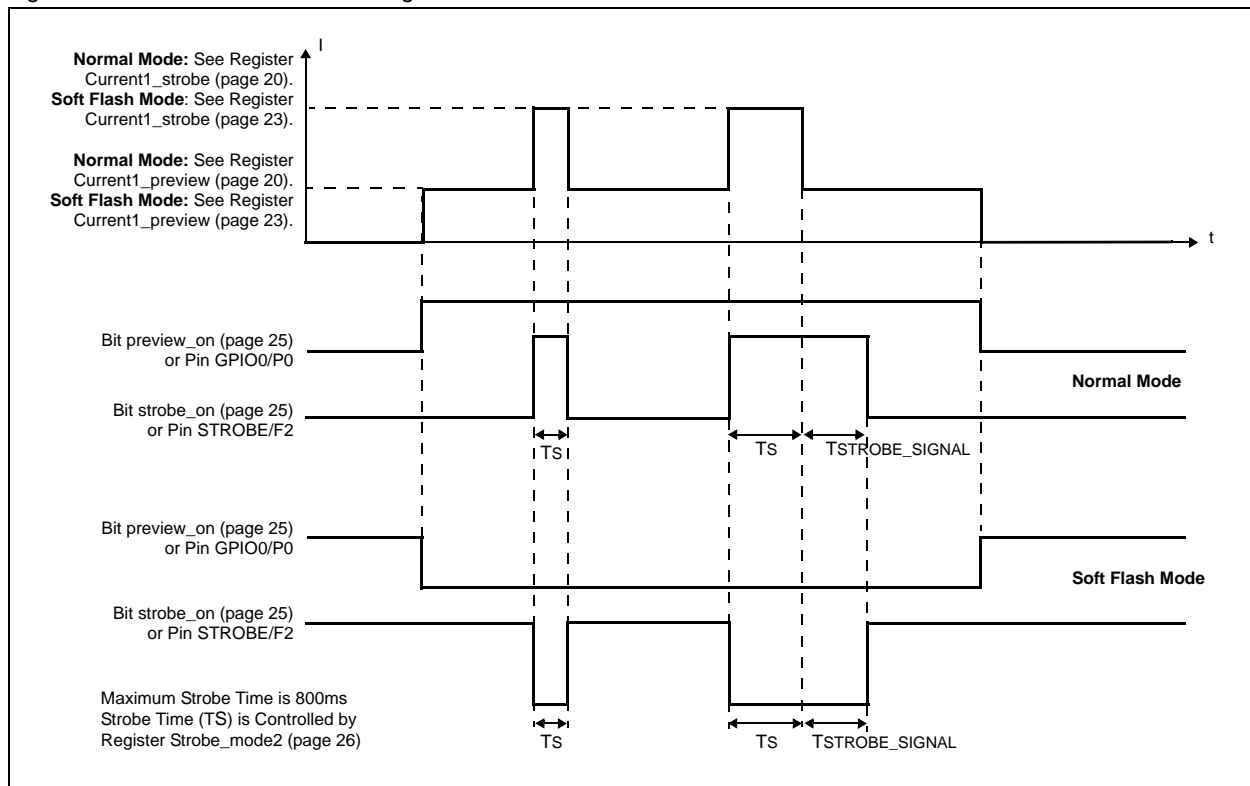 I
Normal Mode: See Register
Current1_strobe (page 20).
Soft Flash Mode: See Register
Current1_strobe (page 23).
Normal Mode: See Register
Current1_preview (page 20).
Soft Flash Mode: See Register
Current1_preview (page 23).
t
Bit preview_on (page 25)
or Pin GPIO0/P0
Normal Mode
Bit strobe_on (page 25)
or Pin STROBE/F2
TS
TS
TSTROBE_SIGNAL
Bit preview_on (page 25)
or Pin GPIO0/P0
Soft Flash Mode
Bit strobe_on (page 25)
or Pin STROBE/F2
Maximum Strobe Time is 800ms
Strobe Time (TS) is Controlled by
Register Strobe_mode2 (page 26)
TS
TS
TSTROBE_SIGNAL